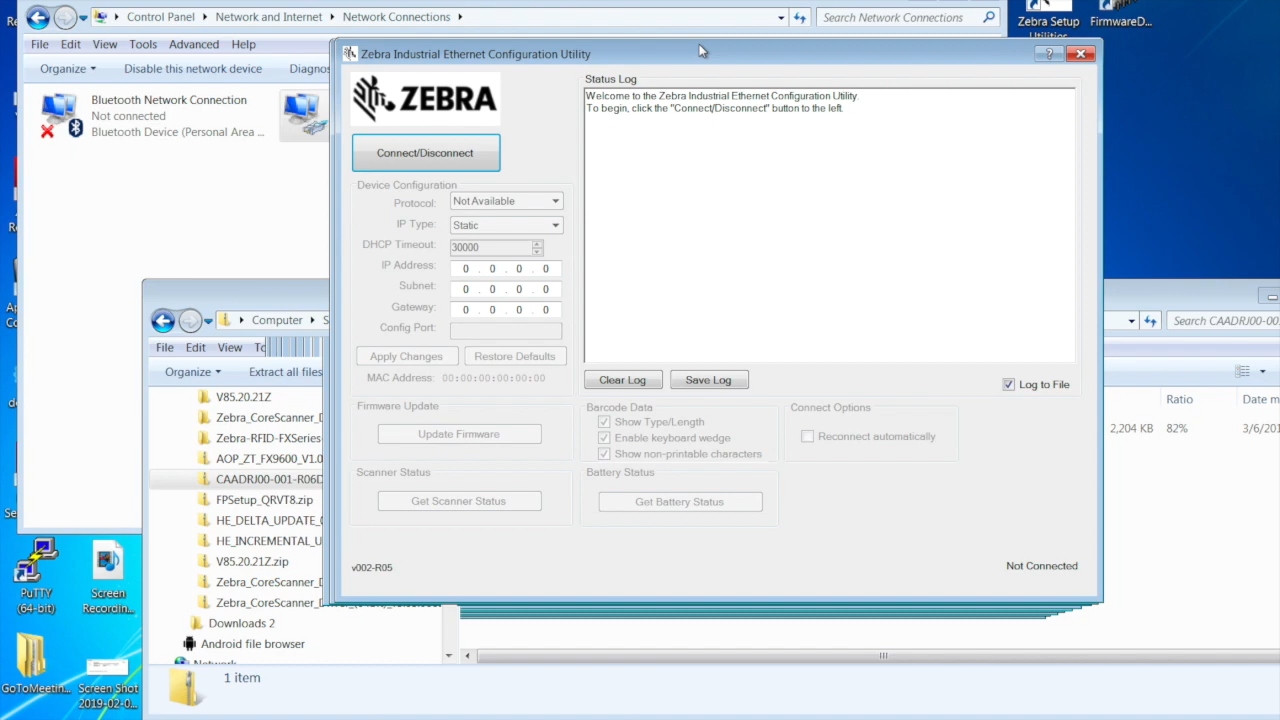 Control Panel
Network and Internet
Network Connections
Search Network Connections
Zebra Setup
Utilities
FirmwareD...
File
Edit
View
Tools
Advanced
Help
Organize
Disable this network device
Diagnos
Bluetooth Network Connection
Not connected
Bluetooth Device (Personal Area ...
Zebra Industrial Ethernet Configuration Utility
?
ZEBRA
Connect/Disconnect
Status Log
Welcome to the Zebra Industrial Ethernet Configuration Utility.
To begin, click the "Connect/Disconnect" button to the left.
Device Configuration
Protocol:
Not Available
IP Type:
Static
DHCP Timeout:
30000
IP Address:
0 . 0 . 0 . 0
Subnet:
0 . 0 . 0 . 0
Gateway:
0 . 0 . 0 . 0
Config Port:
Apply Changes
Restore Defaults
MAC Address:
00:00:00:00:00:00
Clear Log
Save Log
Log to File
Firmware Update
Update Firmware
Barcode Data
Show Type/Length
Enable keyboard wedge
Show non-printable characters
Connect Options
Reconnect automatically
Scanner Status
Get Scanner Status
Battery Status
Get Battery Status
v002-R05
Not Connected
Computer
Search CAADRJ00-00
File
Edit
View
Organize
Extract all files
V85.20.21Z
Zebra_CoreScanner_D
Zebra-RFID-FXSeries-
AOP_ZT_FX9600_V1.0
CAADRJ00-001-R06D
FPSetup_QRVT8.zip
HE_DELTA_UPDATE_
HE_INCREMENTAL_U
V85.20.21Z.zip
Zebra_CoreScanner_D
Downloads 2
Android file browser
Network
Ratio
Date m
2,204 KB
82%
3/6/201
1 item
PuTTY
(64-bit)
Screen
Recordin...
GoToMeetin...
Screen Shot
2019-02-0...